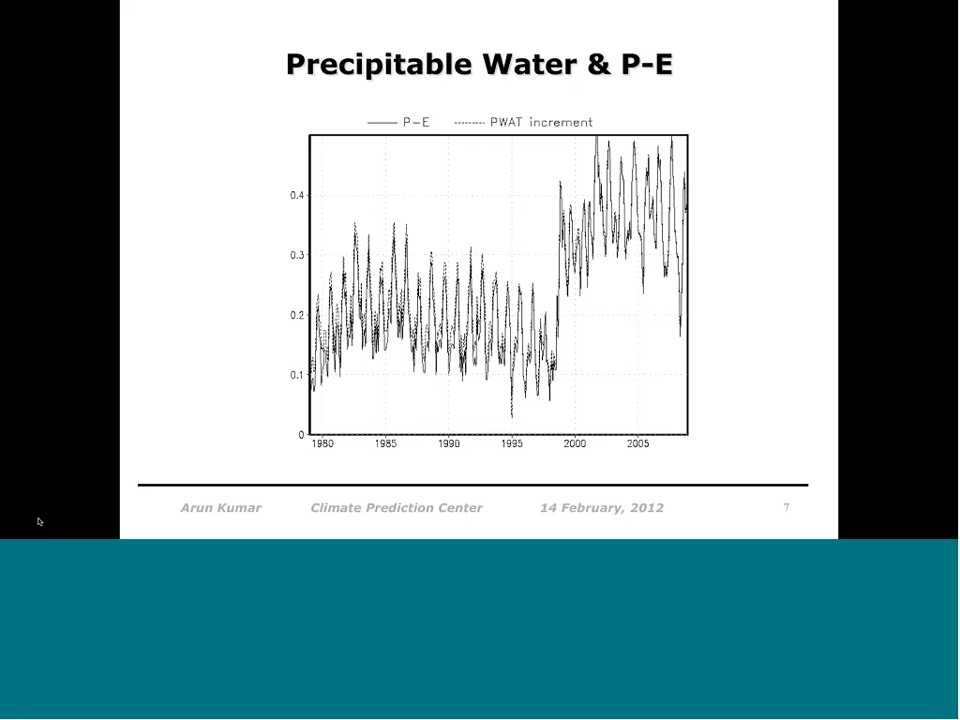 Precipitable Water & P-E
P-E PWAT increment
0.4
0.3
0.2
0.1
0
1980 1985 1990 1995 2000 2005
Arun Kumar Climate Prediction Center 14 February, 2012 7